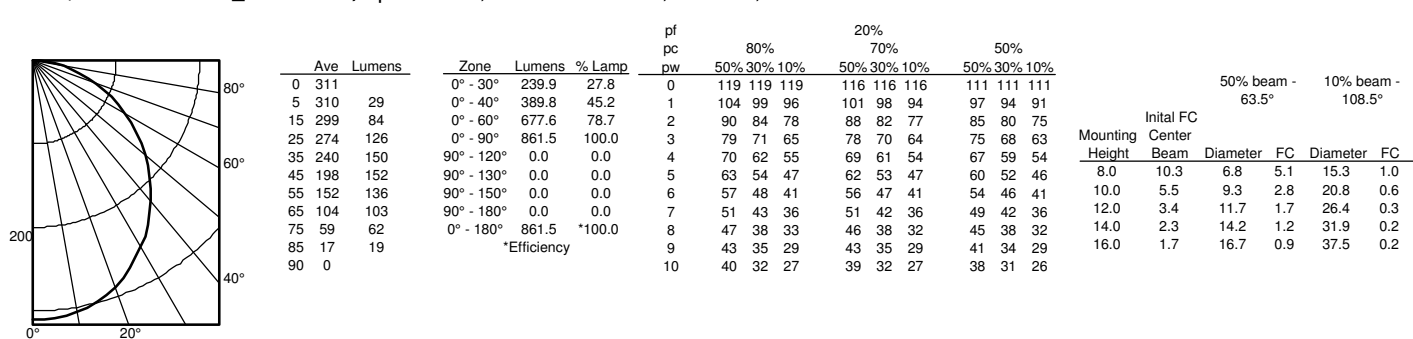 80°
60°
40°
20°
0°
200
Ave Lumens
0 311
5 310 29
15 299 84
25 274 126
35 240 150
45 198 152
55 152 136
65 104 103
75 59 62
85 17 19
90 0
Zone Lumens % Lamp
0° - 30° 239.9 27.8
0° - 40° 389.8 45.2
0° - 60° 677.6 78.7
0° - 90° 861.5 100.0
90° - 120° 0.0 0.0
90° - 130° 0.0 0.0
90° - 150° 0.0 0.0
90° - 180° 0.0 0.0
0° - 180° 861.5 *100.0
*Efficiency
pf 20%
pc 80% 70% 50%
pw 50% 30% 10% 50% 30% 10% 50% 30% 10%
0 119 119 119 116 116 116 111 111 111
1 104 99 96 101 98 94 97 94 91
2 90 84 78 88 82 77 85 80 75
3 79 71 65 78 70 64 75 68 63
4 70 62 55 69 61 54 67 59 54
5 63 54 47 62 53 47 60 52 46
6 57 48 41 56 47 41 54 46 41
7 51 43 36 51 42 36 49 42 36
8 47 38 33 46 38 32 45 38 32
9 43 35 29 43 35 29 41 34 29
10 40 32 27 39 32 27 38 31 26
50% beam - 10% beam -
63.5° 108.5°
Inital FC
Mounting Center
Height Beam Diameter FC Diameter FC
8.0 10.3 6.8 5.1 15.3 1.0
10.0 5.5 9.3 2.8 20.8 0.6
12.0 3.4 11.7 1.7 26.4 0.3
14.0 2.3 14.2 1.2 31.9 0.2
16.0 1.7 16.7 0.9 37.5 0.2